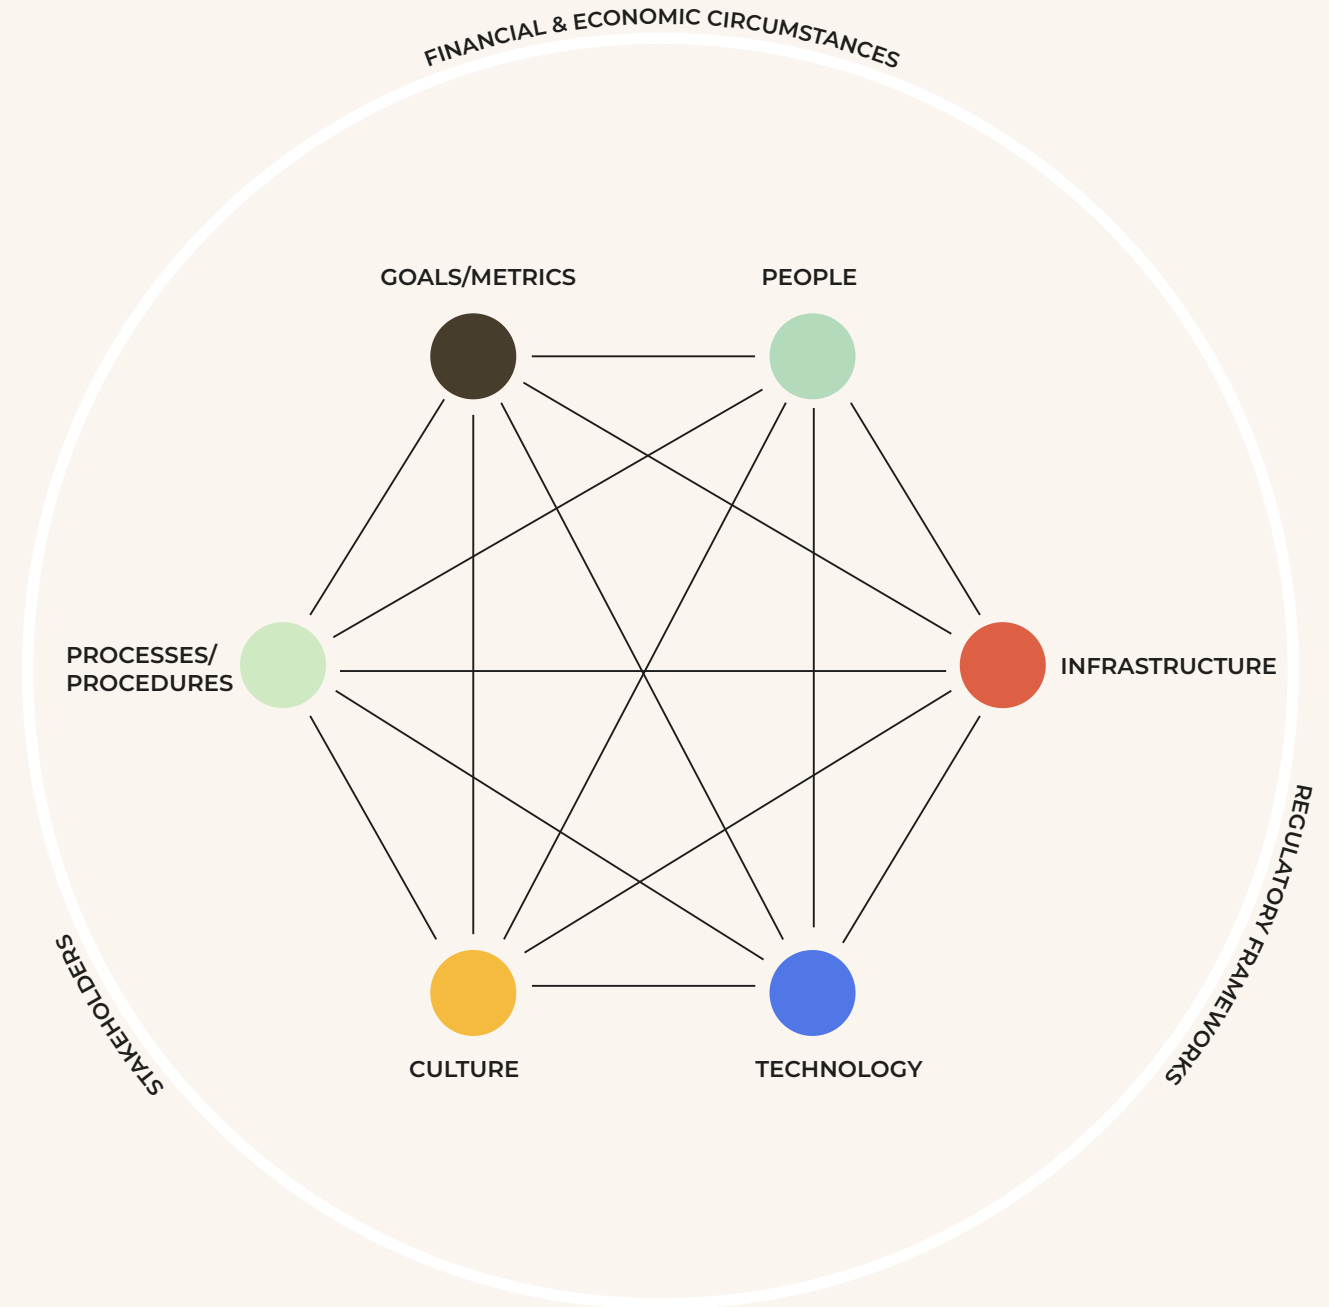 FINANCIAL & ECONOMIC CIRCUMSTANCES
GOALS/METRICS
PEOPLE
PROCESSES/
PROCEDURES
INFRASTRUCTURE
REGULATORY FRAMEWORKS
STAKEHOLDERS
CULTURE
TECHNOLOGY